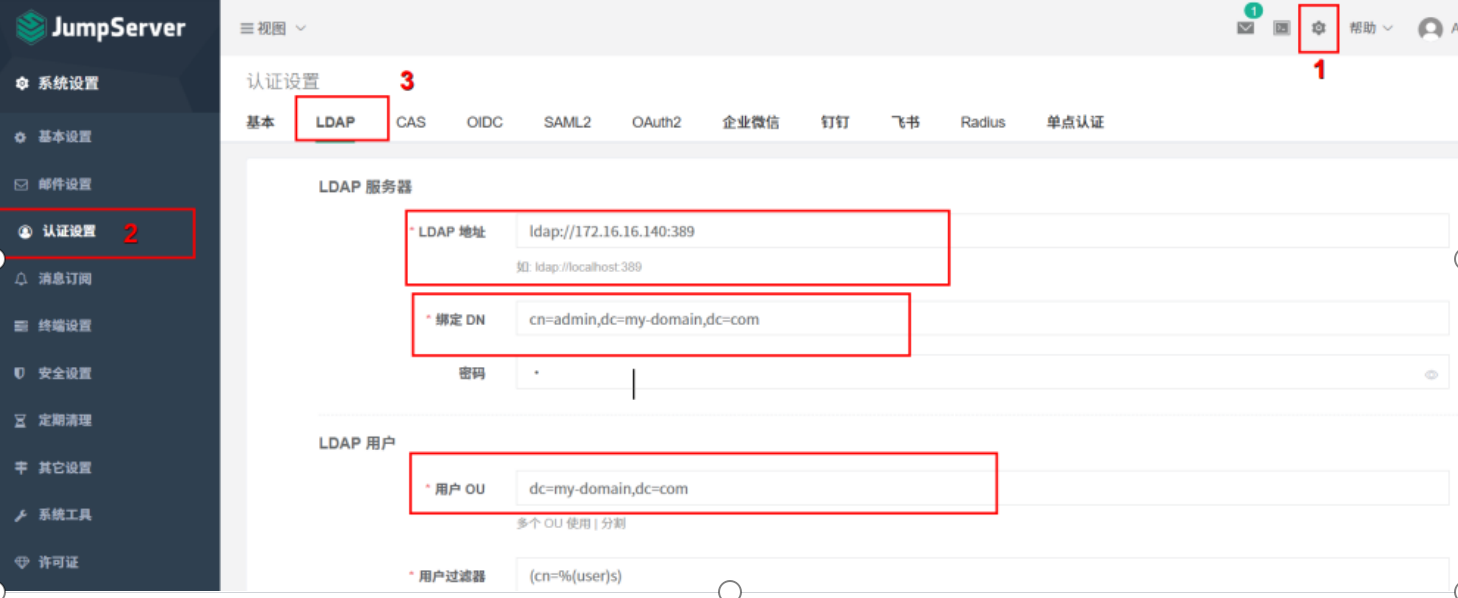 JumpServer
视图
1
帮助
1
系统设置
认证设置
3
基本 LDAP CAS OIDC SAML2 OAuth2 企业微信 钉钉 飞书 Radius 单点认证
基本设置
邮件设置
认证设置 2
消息订阅
终端设置
安全设置
定期清理
其它设置
系统工具
许可证
LDAP 服务器
* LDAP 地址 ldap://172.16.16.140:389
如: ldap://localhost:389
* 绑定 DN cn=admin,dc=my-domain,dc=com
密码
LDAP 用户
* 用户 OU dc=my-domain,dc=com
多个 OU 使用 | 分割
* 用户过滤器 (cn=%(user)s)